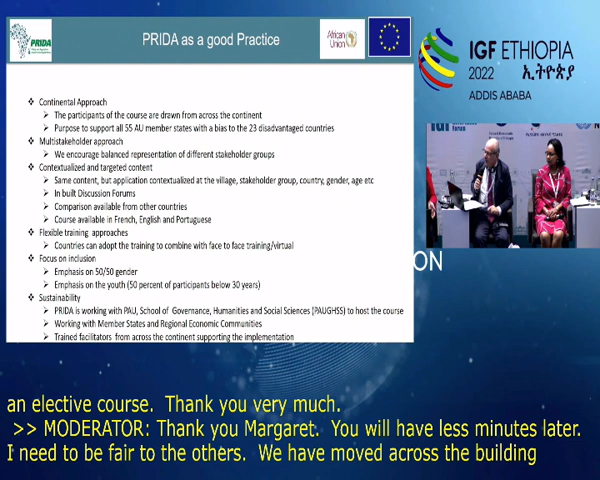 PRIDA
PRIDA as a good Practice
African
Union
❖ Continental Approach
➢ The participants of the course are drawn from across the continent
➢ Purpose to support all 55 AU member states with a bias to the 23 disadvantaged countries
❖ Multistakeholder approach
➢ We encourage balanced representation of different stakeholder groups
❖ Contextualized and targeted content
➢ Same content, but application contextualized at the village, stakeholder group, country, gender, age etc
➢ In built Discussion Forums
➢ Comparison available from other countries
➢ Course available in French, English and Portuguese
❖ Flexible training approaches
➢ Countries can adopt the training to combine with face to face training/virtual
❖ Focus on inclusion
➢ Emphasis on 50/50 gender
➢ Emphasis on the youth (50 percent of participants below 30 years)
❖ Sustainability
➢ PRIDA is working with PAU, School of Governance, Humanities and Social Sciences (PAUGHSS) to host the course
➢ Working with Member States and Regional Economic Communities
➢ Trained facilitators from across the continent supporting the implementation
IGF ETHIOPIA
2022 ኢትዮጵያ
ADDIS ABABA
ON
an elective course. Thank you very much.
>> MODERATOR: Thank you Margaret. You will have less minutes later.
I need to be fair to the others. We have moved across the building